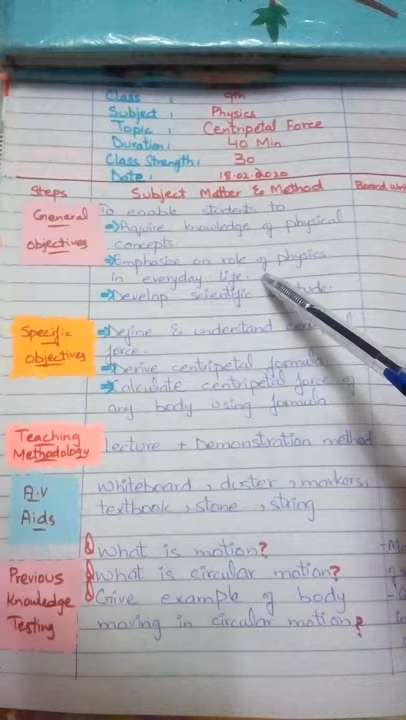 Class : 9th
Subject : Physics
Topic : Centripetal Force
Duration : 40 Min
Class Strength : 30
Date : 18.02.2020
Steps Subject Matter & Method Board
General Objectives
To enable students to
⇒ Aquire knowledge of physical
concepts.
⇒ Emphasise on role of physics
in everyday life.
⇒ Develop scientific
Specific Objectives
⇒ Define & understand
force.
⇒ Derive centripetal formula.
⇒ Calculate centripetal force of
any body using formula
Teaching Methodology
lecture + Demonstration method
A.V Aids
Whiteboard, duster, markars,
textbook, stone, string
Previous Knowledge Testing
What is motion?
What is circular motion?
Give example of body
moving in circular motion?